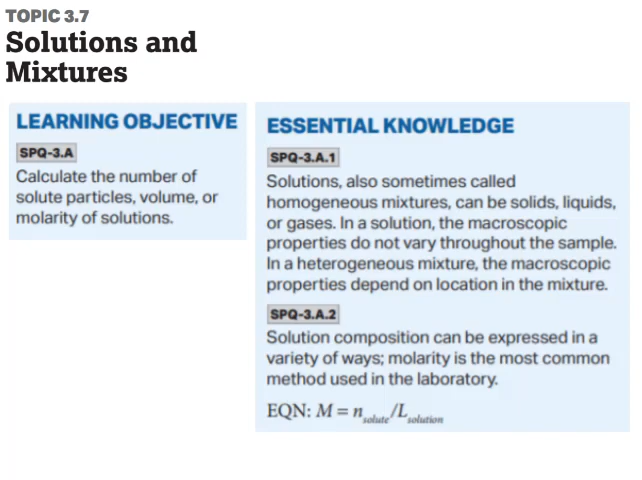 TOPIC 3.7
Solutions and
Mixtures
LEARNING OBJECTIVE
SPQ-3.A
Calculate the number of
solute particles, volume, or
molarity of solutions.
ESSENTIAL KNOWLEDGE
SPQ-3.A.1
Solutions, also sometimes called
homogeneous mixtures, can be solids, liquids,
or gases. In a solution, the macroscopic
properties do not vary throughout the sample.
In a heterogeneous mixture, the macroscopic
properties depend on location in the mixture.
SPQ-3.A.2
Solution composition can be expressed in a
variety of ways; molarity is the most common
method used in the laboratory.
EQN: M = n_solute/L_solution